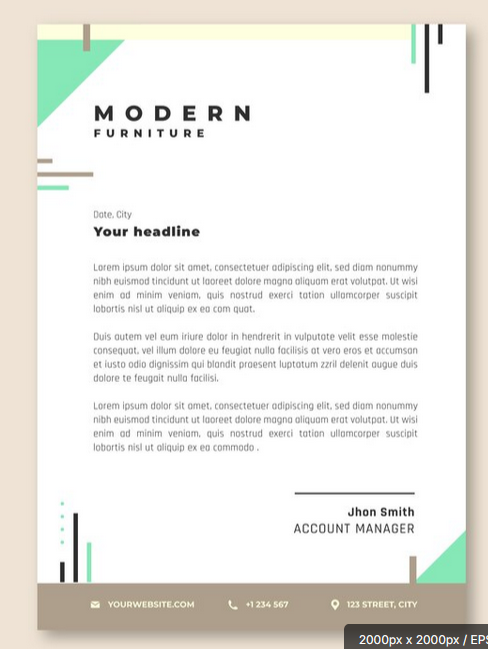 MODERN
FURNITURE
Date, City
Your headline
Lorem ipsum dolor sit amet, consectetuer adipiscing elit, sed diam nonummy
nibh euismod tincidunt ut laoreet dolore magna aliquam erat volutpat. Ut wisi
enim ad minim veniam, quis nostrud exerci tation ullamcorper suscipit
lobortis nisl ut aliquip ex ea com quat.
Duis autem vel eum iriure dolor in hendrerit in vulputate velit esse molestie
consequat, vel illum dolore eu feugiat nulla facilisis at vero eros et accumsan
et iusto odio dignissim qui blandit praesent luptatum zzril delenit augue duis
dolore te feugait nulla facilisi.
Lorem ipsum dolor sit amet, consectetuer adipiscing elit, sed diam nonummy
nibh euismod tincidunt ut laoreet dolore magna aliquam erat volutpat. Ut wisi
enim ad minim veniam, quis nostrud exerci tation ullamcorper suscipit
lobortis nisl ut aliquip ex ea commodo .
Jhon Smith
ACCOUNT MANAGER
YOURWEBSITE.COM +1 234 567 123 STREET, CITY
2000px x 2000px / EPS